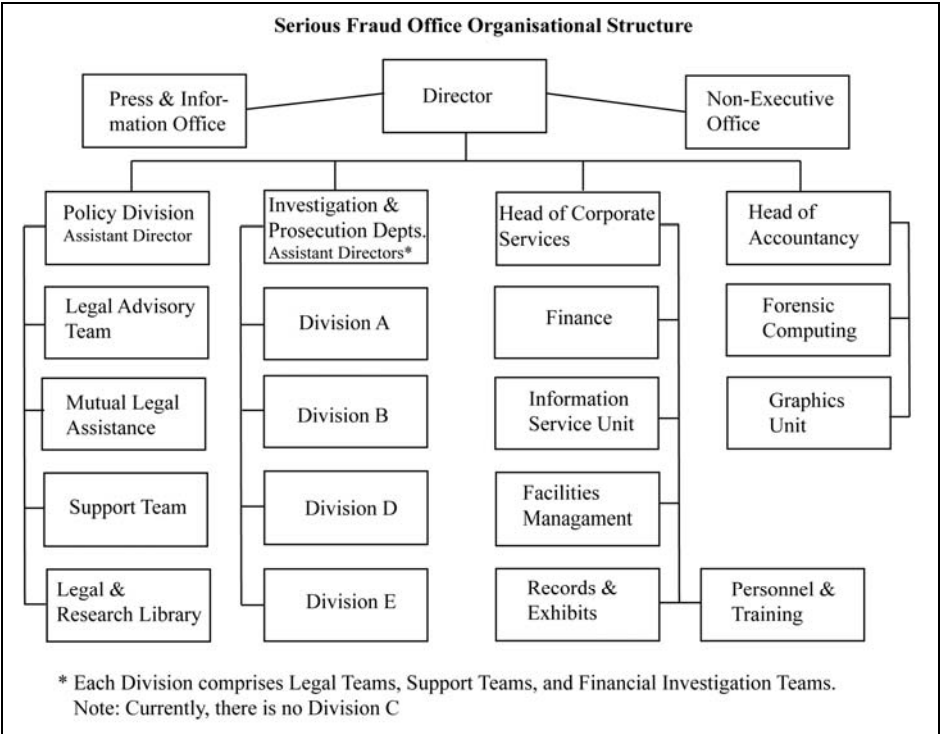 Serious Fraud Office Organisational Structure
Press & Infor-
mation Office
Director
Non-Executive
Office
Policy Division
Assistant Director
Investigation &
Prosecution Depts.
Assistant Directors*
Head of Corporate
Services
Head of
Accountancy
Legal Advisory
Team
Division A
Finance
Forensic
Computing
Mutual Legal
Assistance
Division B
Information
Service Unit
Graphics
Unit
Support Team
Division D
Facilities
Managament
Legal &
Research Library
Division E
Records &
Exhibits
Personnel &
Training
* Each Division comprises Legal Teams, Support Teams, and Financial Investigation Teams.
Note: Currently, there is no Division C